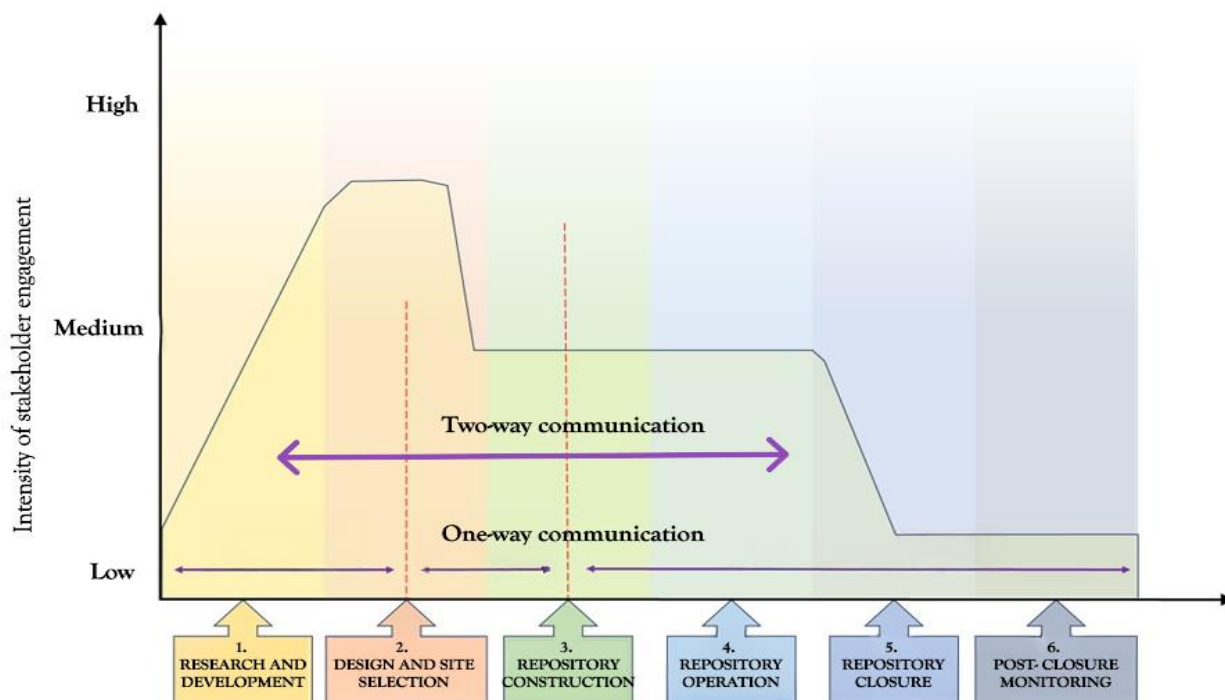 High
Intensity of stakeholder engagement
Medium
Two-way communication
One-way communication
Low
1.
RESEARCH AND
DEVELOPMENT
2.
DESIGN AND SITE
SELECTION
3.
REPOSITORY
CONSTRUCTION
4.
REPOSITORY
OPERATION
5.
REPOSITORY
CLOSURE
6.
POST- CLOSURE
MONITORING